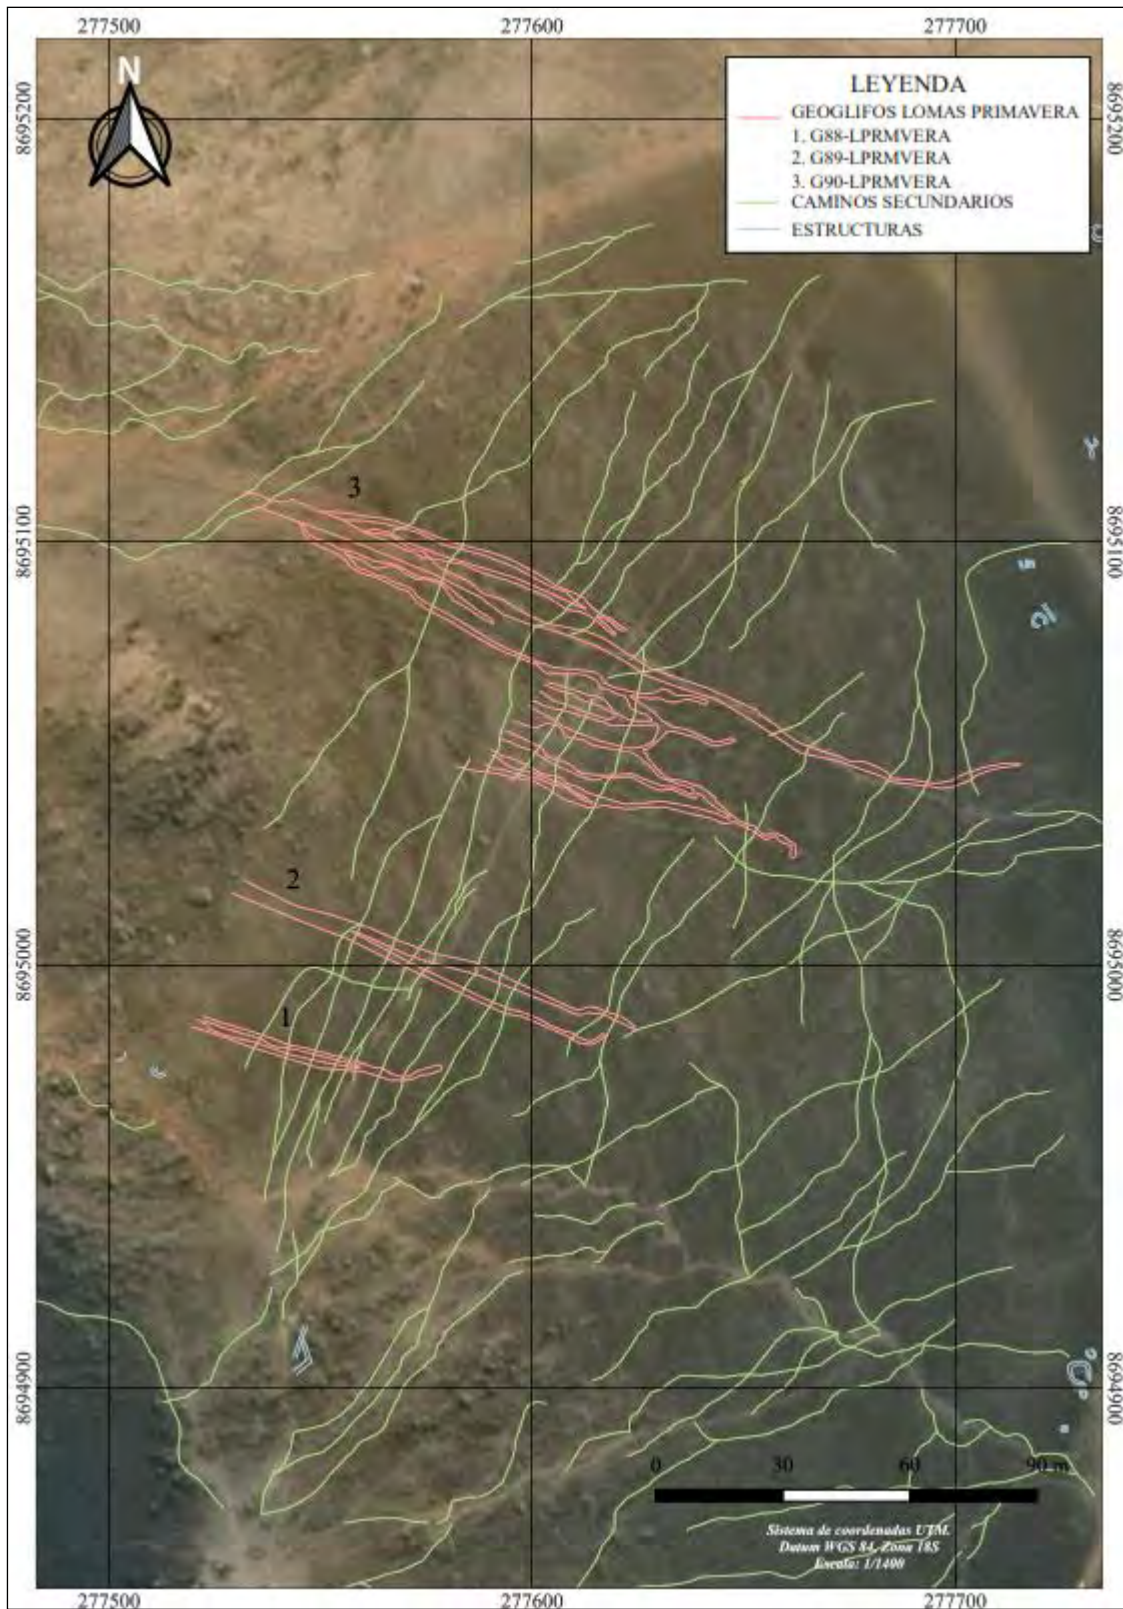 277500 277600 277700
N
LEYENDA
GEOGLIFOS LOMAS PRIMAVERA
1. G88-LPRMVERA
2. G89-LPRMVERA
3. G90-LPRMVERA
CAMINOS SECUNDARIOS
ESTRUCTURAS
8695200 8695200
3
8695100 8695100
2
8695000 8695000
1
8694900 8694900
0 30 60 90 m
Sistema de coordenadas UTM.
Datum WGS 84, Zona 18S
Escala: 1/1400
277500 277600 277700